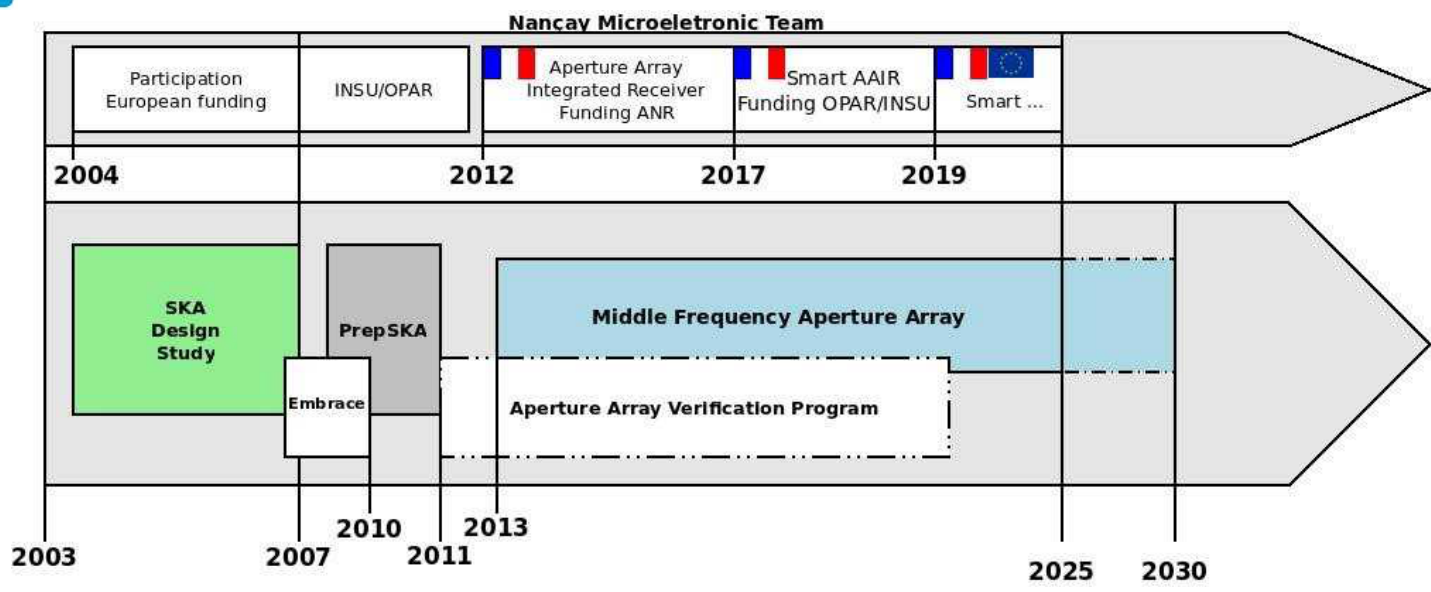 Nançay Microeletronic Team
Participation
European funding
INSU/OPAR
Aperture Array
Integrated Receiver
Funding ANR
Smart AAIR
Funding OPAR/INSU
Smart ...
2004
2012
2017
2019
SKA
Design
Study
PrepSKA
Middle Frequency Aperture Array
Embrace
Aperture Array Verification Program
2010
2013
2003
2007
2011
2025
2030